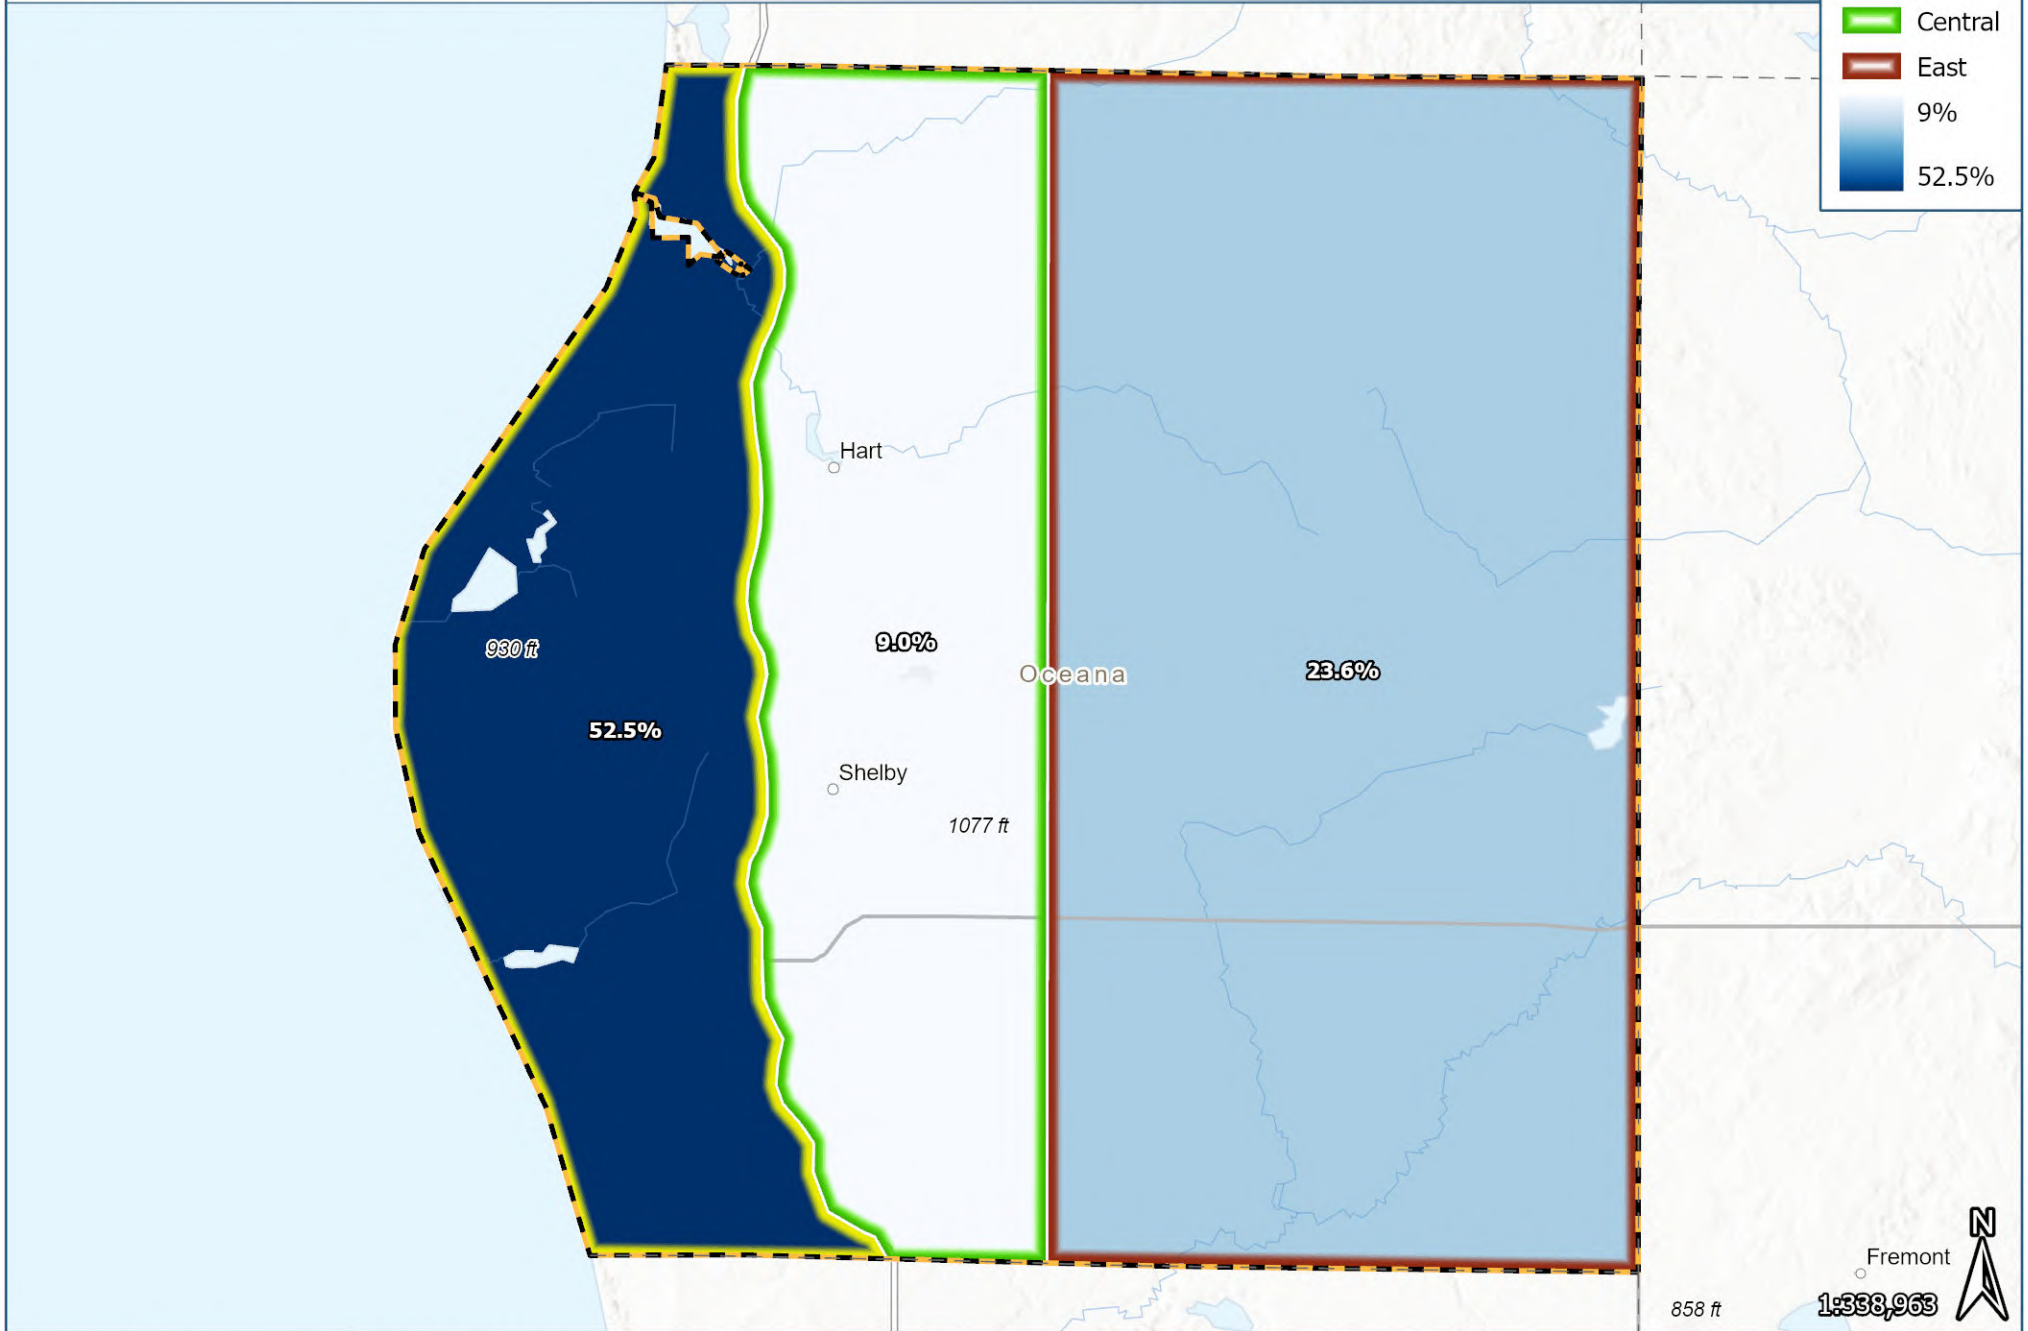 Central
East
9%
52.5%
Hart
930 ft
9.0%
Oceana
23.6%
52.5%
Shelby
1077 ft
N
Fremont
1:338,963
858 ft